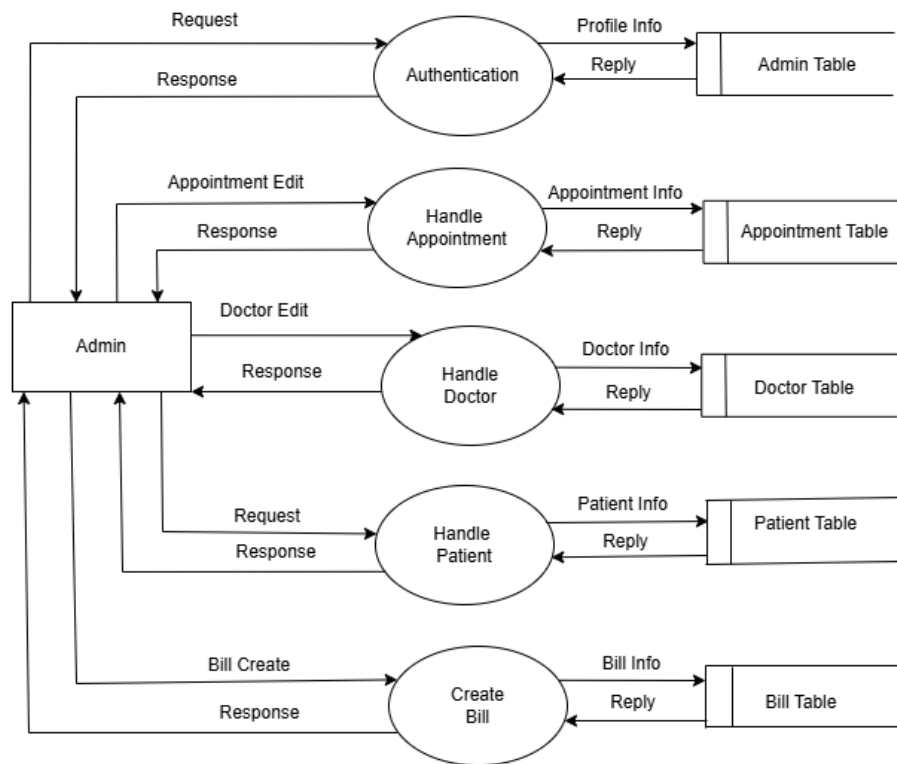 Request
Profile Info
Authentication
Admin Table
Reply
Response
Appointment Edit
Appointment Info
Handle
Appointment
Appointment Table
Response
Reply
Doctor Edit
Admin
Doctor Info
Response
Handle
Doctor
Doctor Table
Reply
Patient Info
Request
Handle
Patient
Patient Table
Reply
Response
Bill Create
Bill Info
Create
Bill
Bill Table
Response
Reply